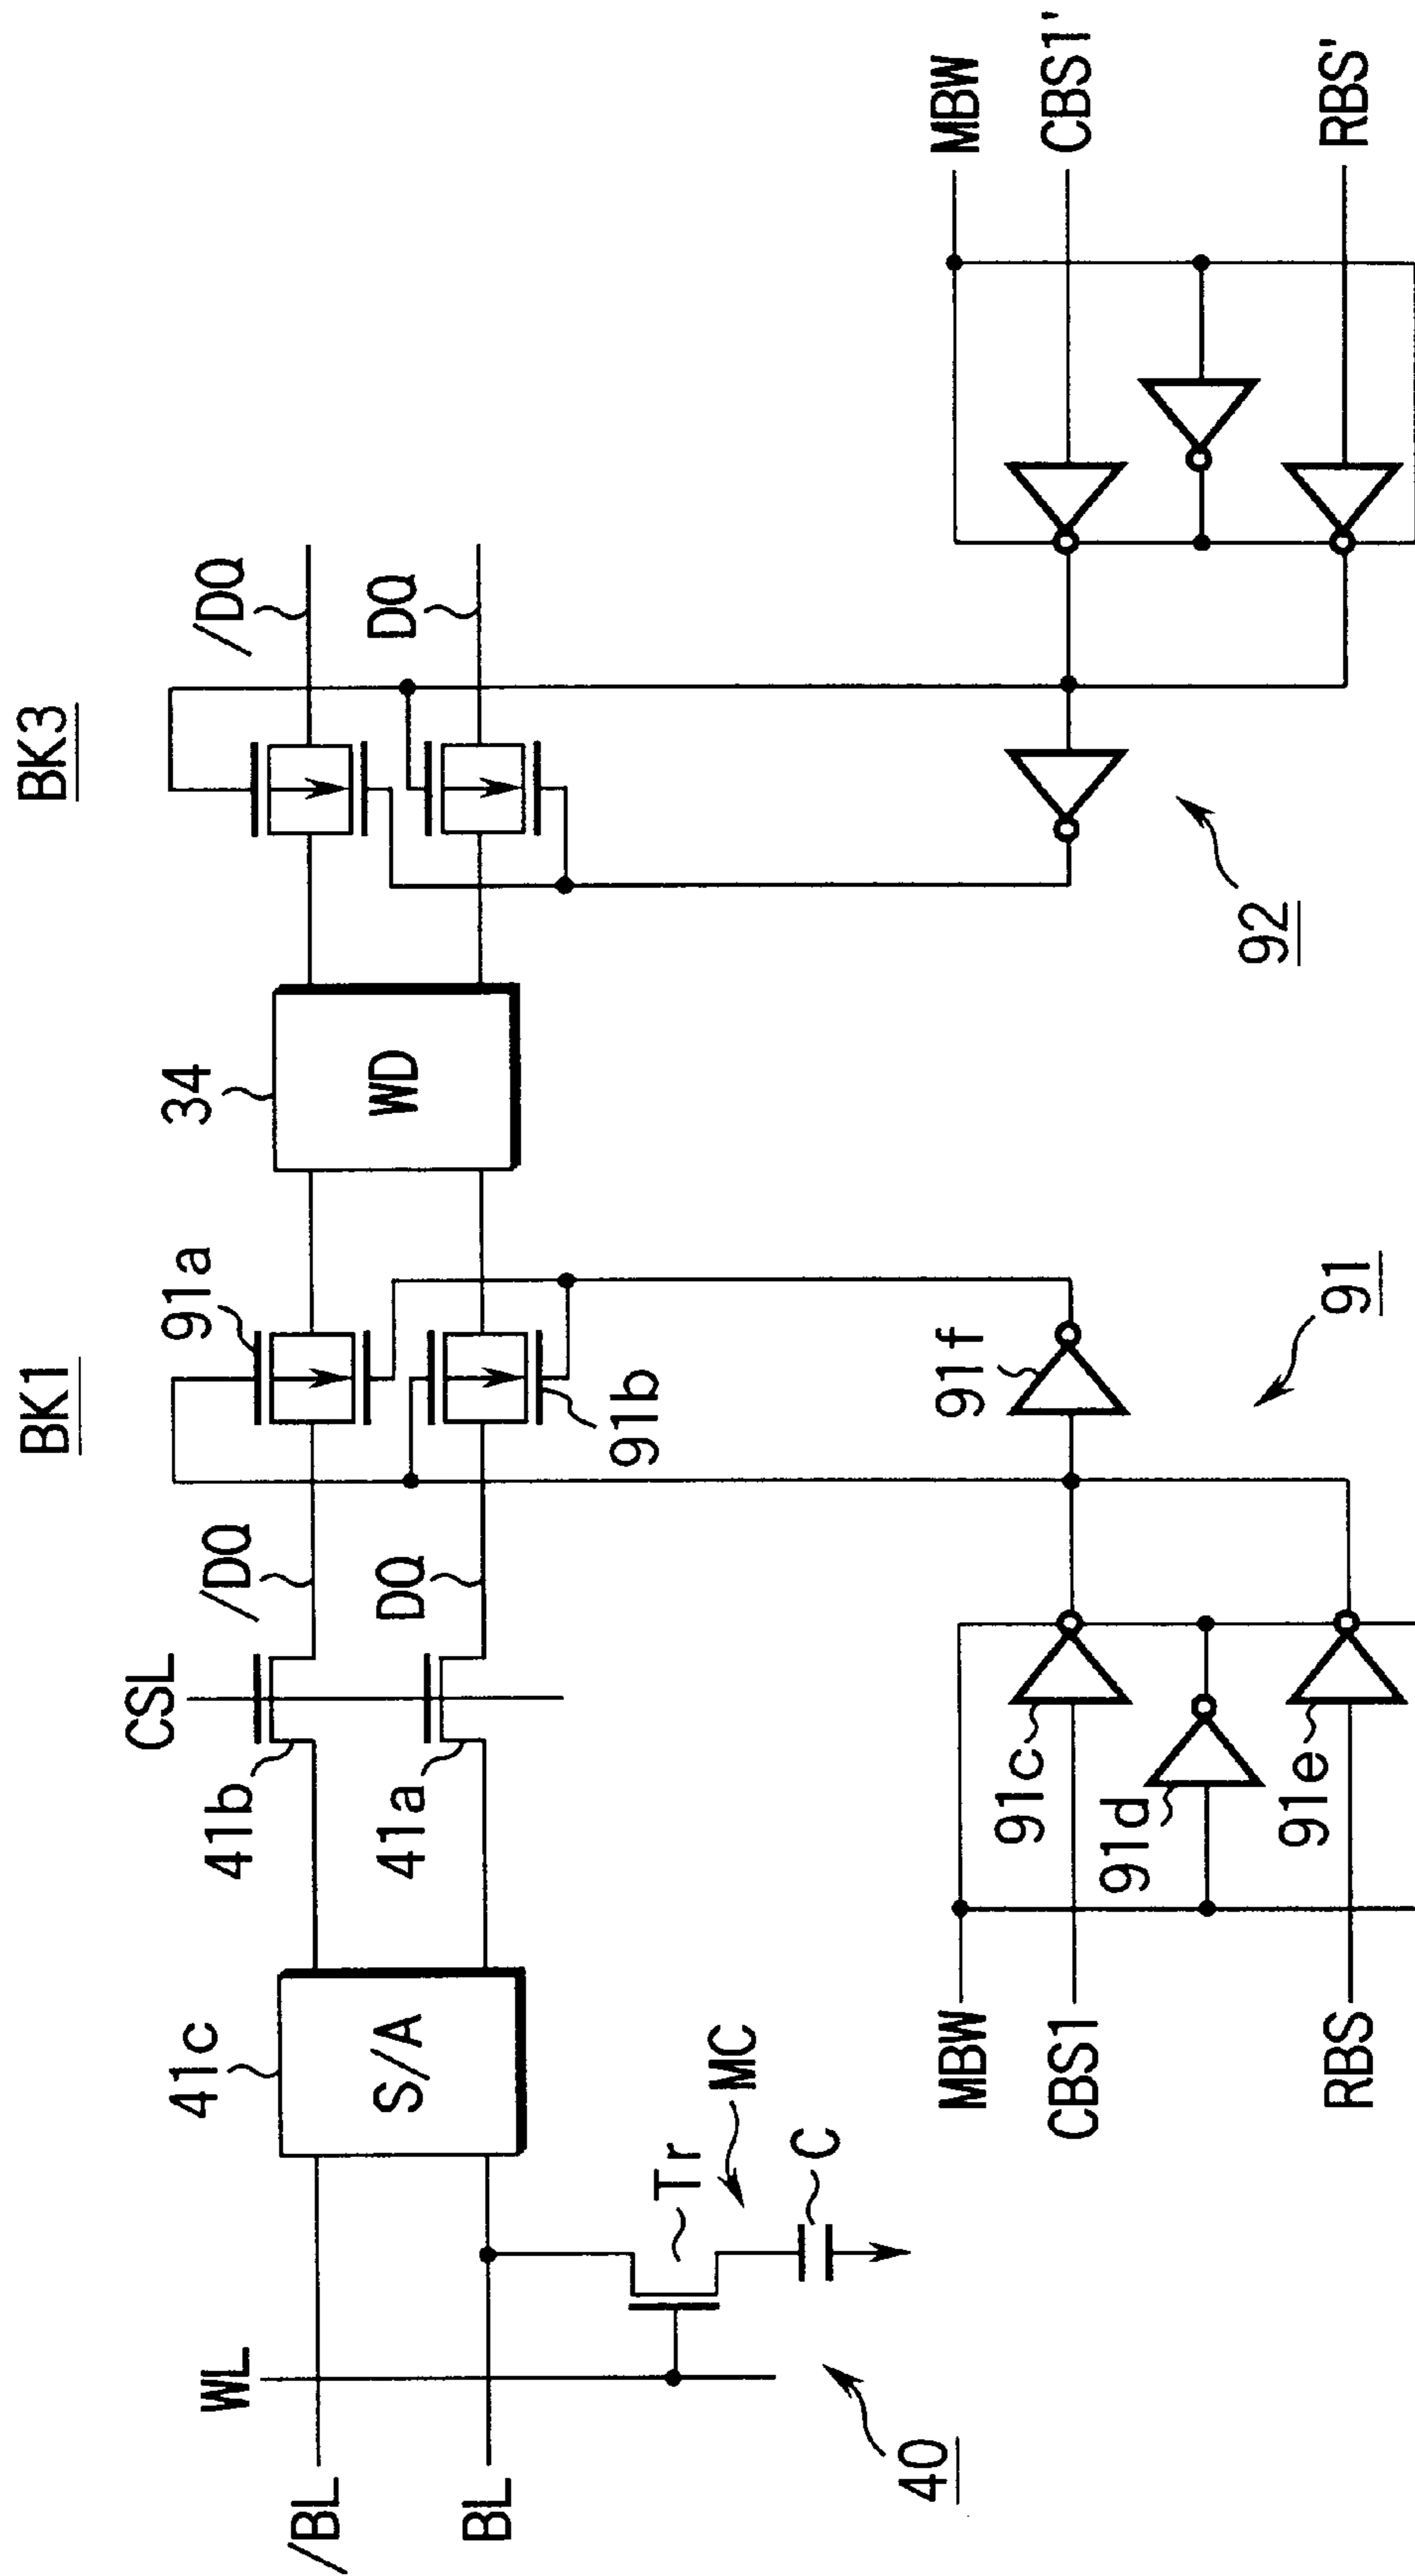 BK1
BK3
CSL
/DQ
91a
34
/DQ
41b
DQ
DQ
41c
41a
S/A
91b
WD
WL
/BL
BL
Tr
MC
C
40
MBW
CBS1
RBS
91c
91d
91e
91f
91
92
MBW
CBS1'
RBS'